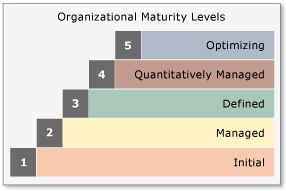 Organizational Maturity Levels
5 Optimizing
4 Quantitatively Managed
3 Defined
2 Managed
1 Initial